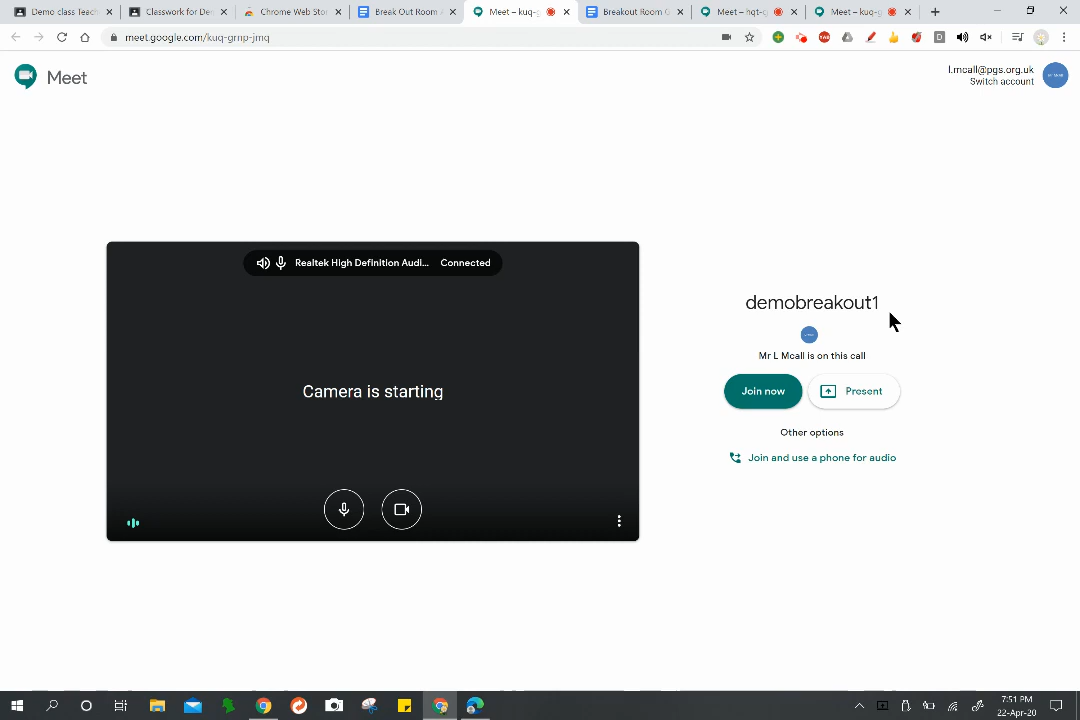 Demo class Teach
Classwork for De
Chrome Web Stor
Break Out Room A
Meet – kuq-g
Breakout Room G
Meet – hqt-q
Meet – kuq-g
meet.google.com/kuq-grnp-jmq
Meet
l.mcall@pgs.org.uk
Switch account
Realtek High Definition Audi... Connected
Camera is starting
demobreakout1
Mr L Mcall is on this call
Join now
Present
Other options
Join and use a phone for audio
7:51 PM
22-Apr-20